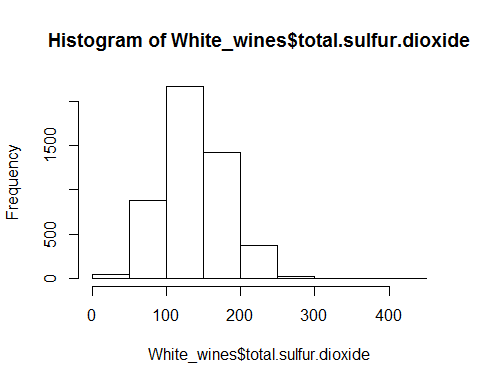 Histogram of White_wines$total.sulfur.dioxide
Frequency
1500
500
0
0 100 200 300 400
White_wines$total.sulfur.dioxide